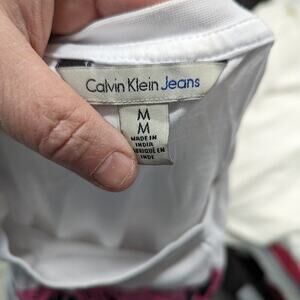 Calvin Klein Jeans
M
M
MADE IN
INDIA
FABRIQUÉ EN
INDE